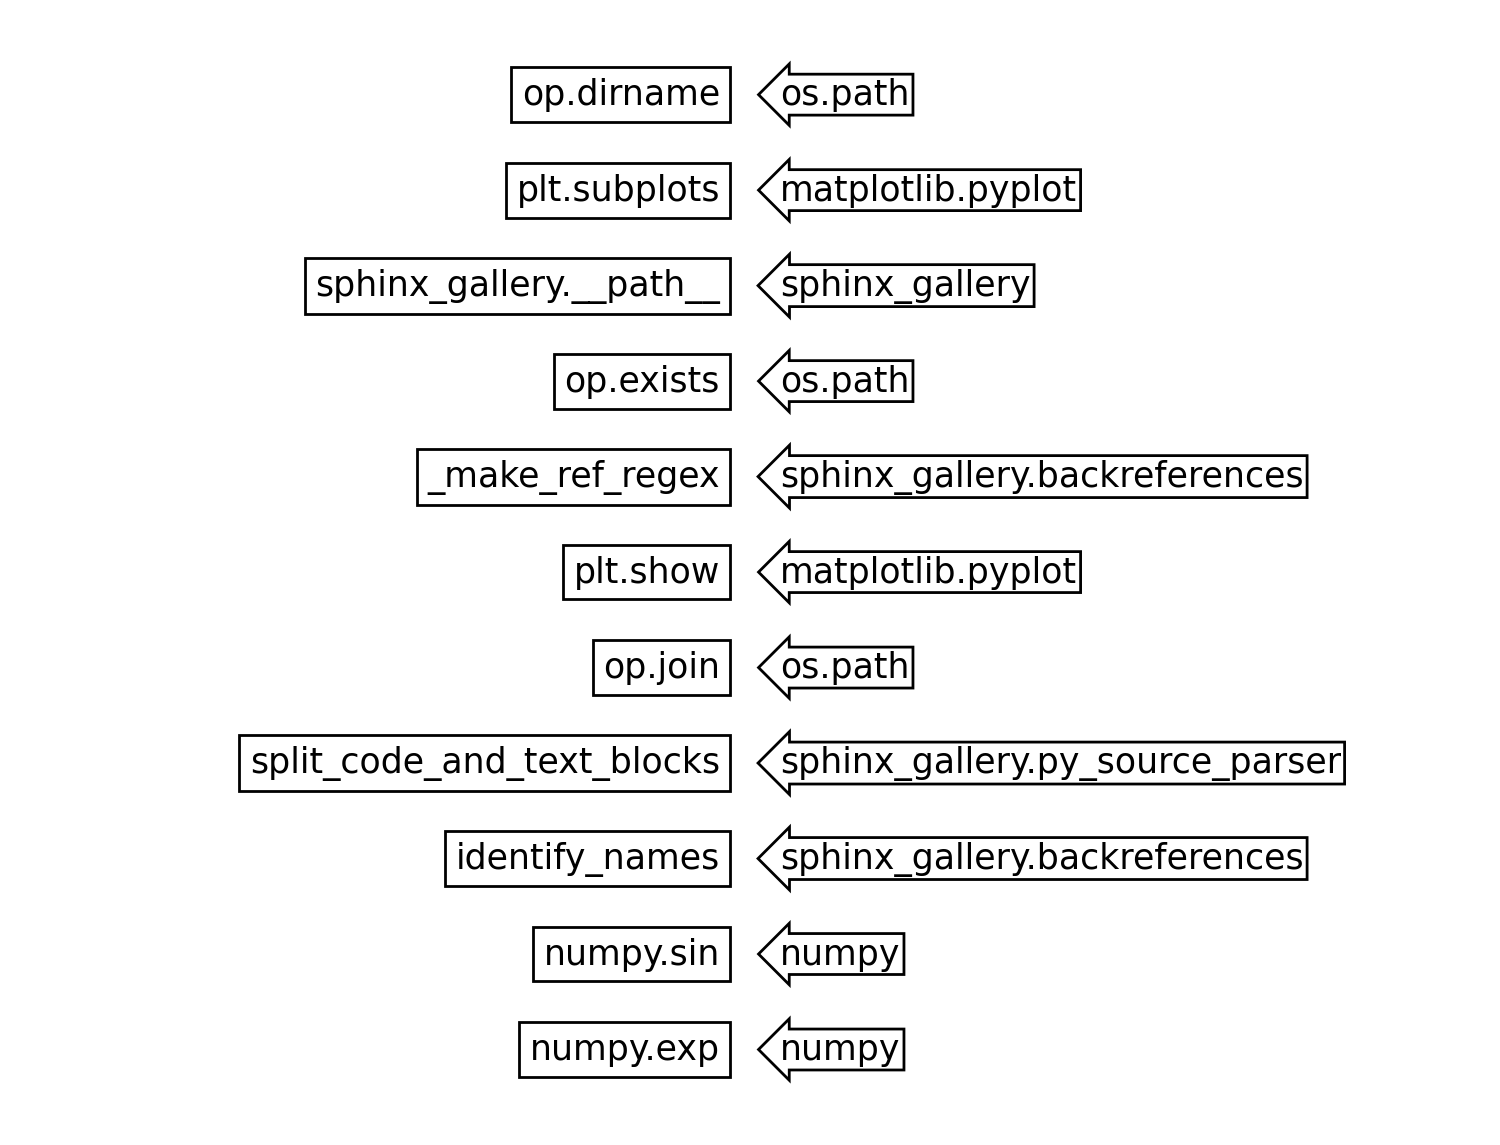 op.dirname os.path
plt.subplots matplotlib.pyplot
sphinx_gallery.__path__ sphinx_gallery
op.exists os.path
_make_ref_regex sphinx_gallery.backreferences
plt.show matplotlib.pyplot
op.join os.path
split_code_and_text_blocks sphinx_gallery.py_source_parser
identify_names sphinx_gallery.backreferences
numpy.sin numpy
numpy.exp numpy